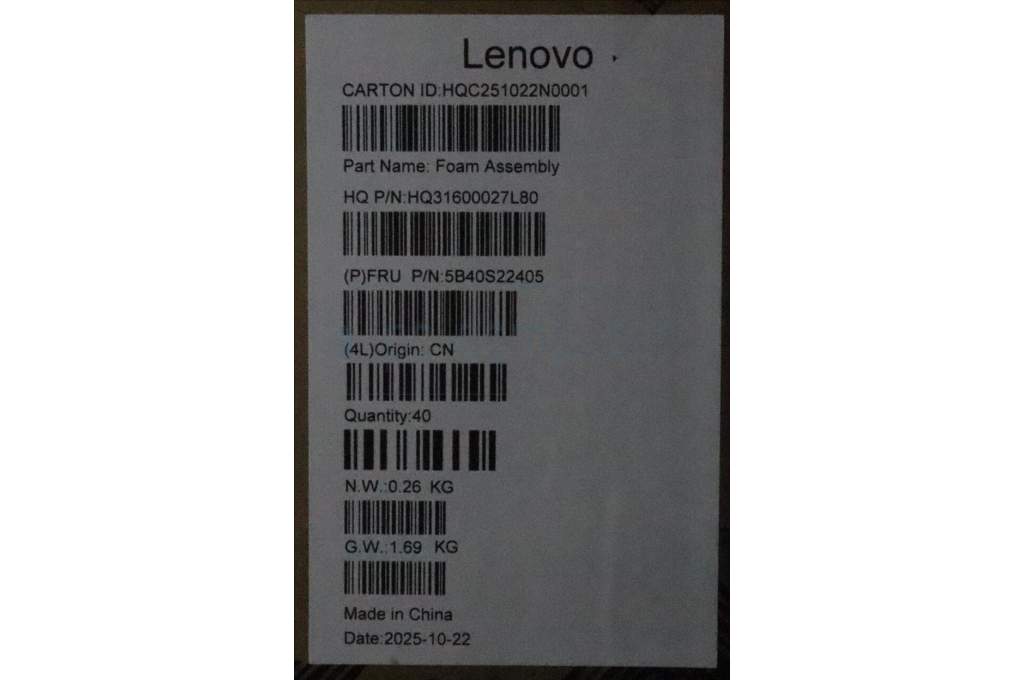 Lenovo
CARTON ID:HQC251022N0001
Part Name: Foam Assembly
HQ P/N:HQ31600027L80
(P)FRU P/N:5B40S22405
(4L)Origin: CN
Quantity:40
N.W.:0.26 KG
G.W.:1.69 KG
Made in China
Date:2025-10-22